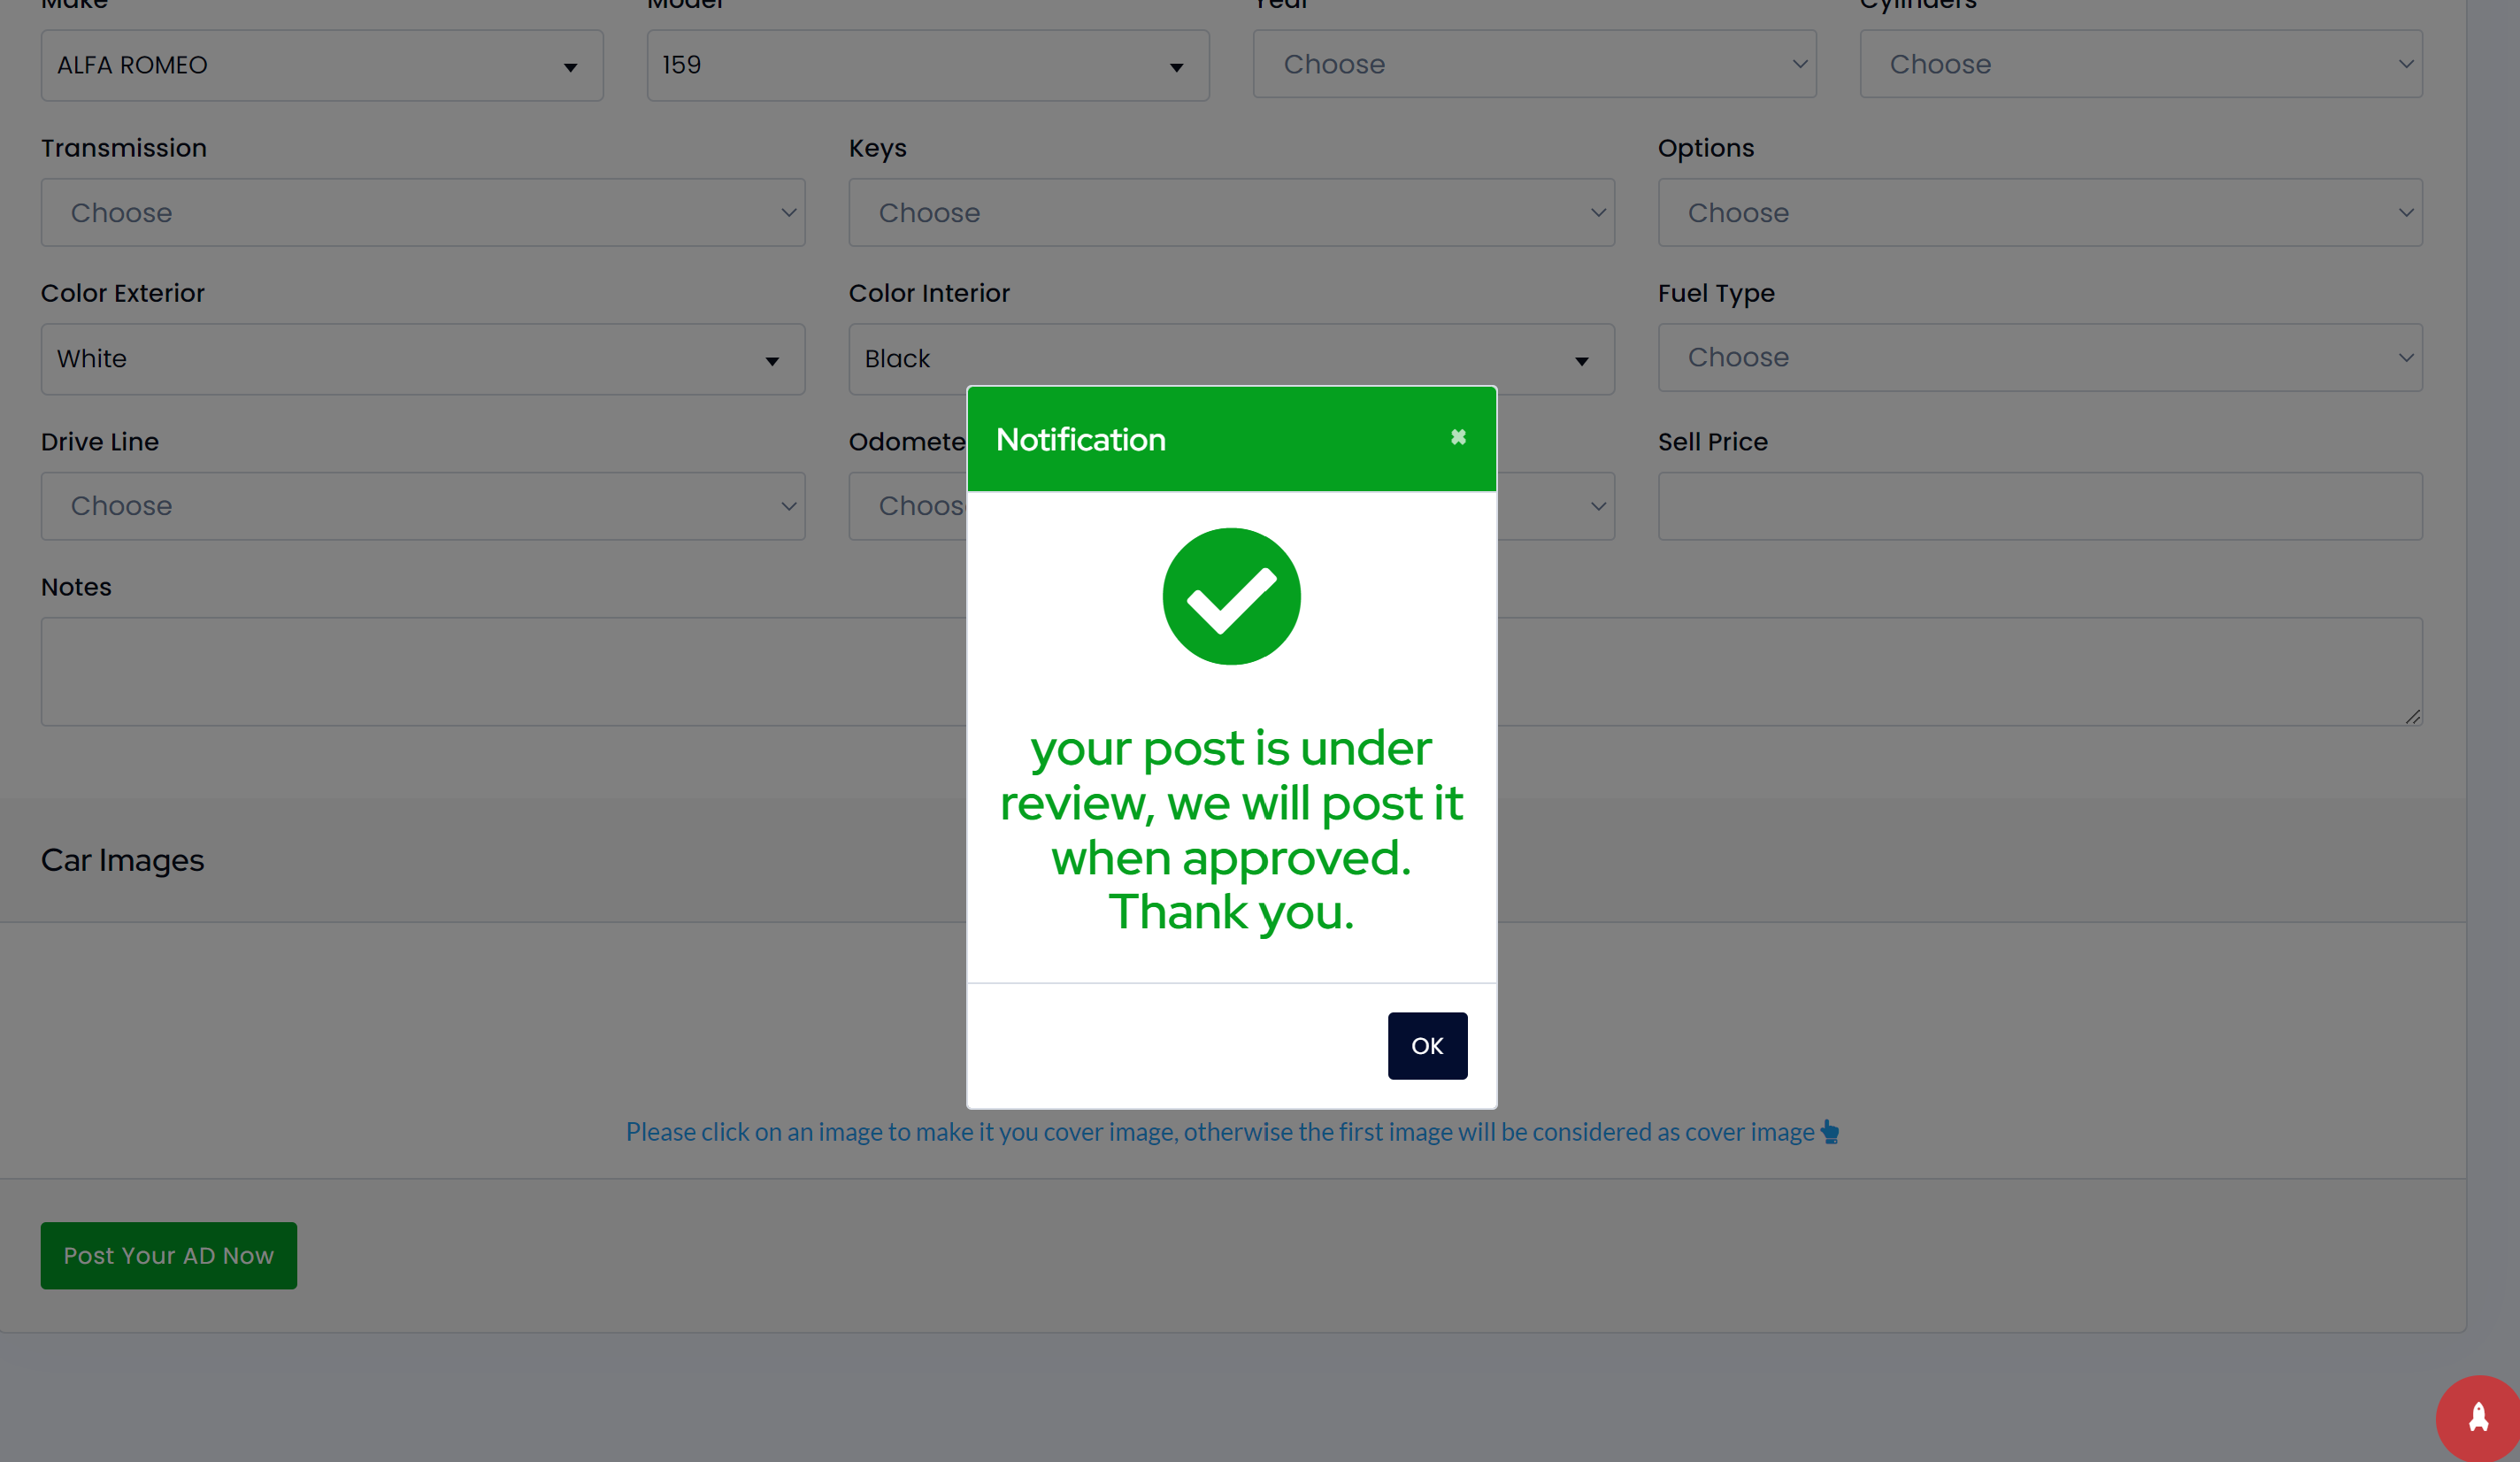 Make Model Year Cylinders
ALFA ROMEO 159 Choose Choose
Transmission Keys Options
Choose Choose Choose
Color Exterior Color Interior Fuel Type
White Black Choose
Notification
Drive Line Odomete Sell Price
Choose Choos
Notes
your post is under
review, we will post it
when approved.
Thank you.
Car Images
OK
Please click on an image to make it you cover image, otherwise the first image will be considered as cover image
Post Your AD Now